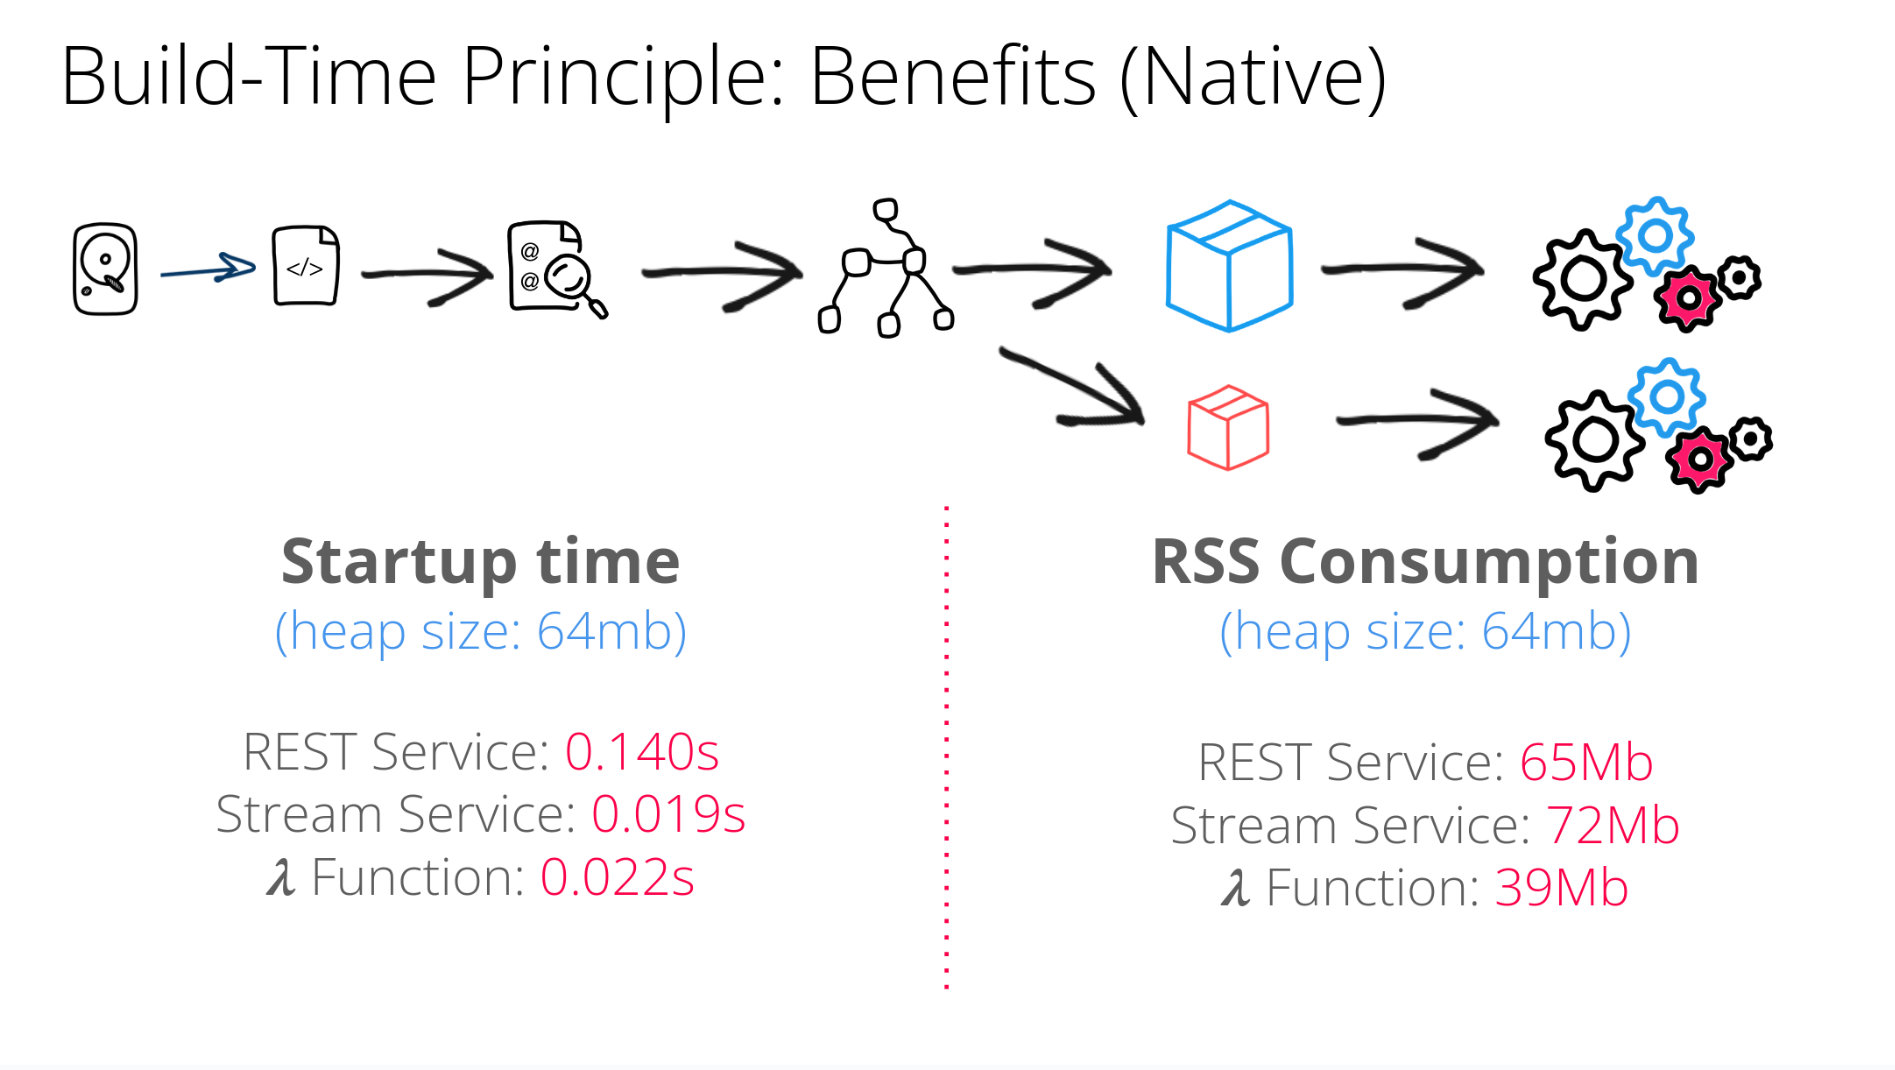 Build-Time Principle: Benefits (Native)
</>
@
@
Startup time
(heap size: 64mb)
REST Service: 0.140s
Stream Service: 0.019s
λ Function: 0.022s
RSS Consumption
(heap size: 64mb)
REST Service: 65Mb
Stream Service: 72Mb
λ Function: 39Mb